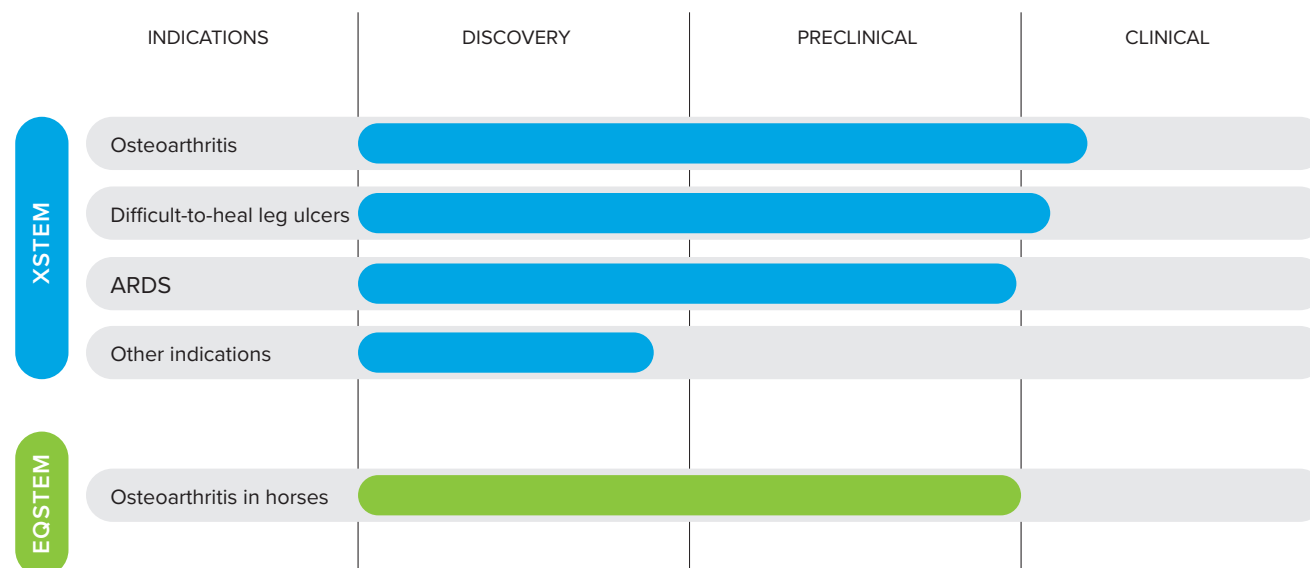 INDICATIONS DISCOVERY PRECLINICAL CLINICAL
XSTEM
Osteoarthritis
Difficult-to-heal leg ulcers
ARDS
Other indications
EQSTEM
Osteoarthritis in horses